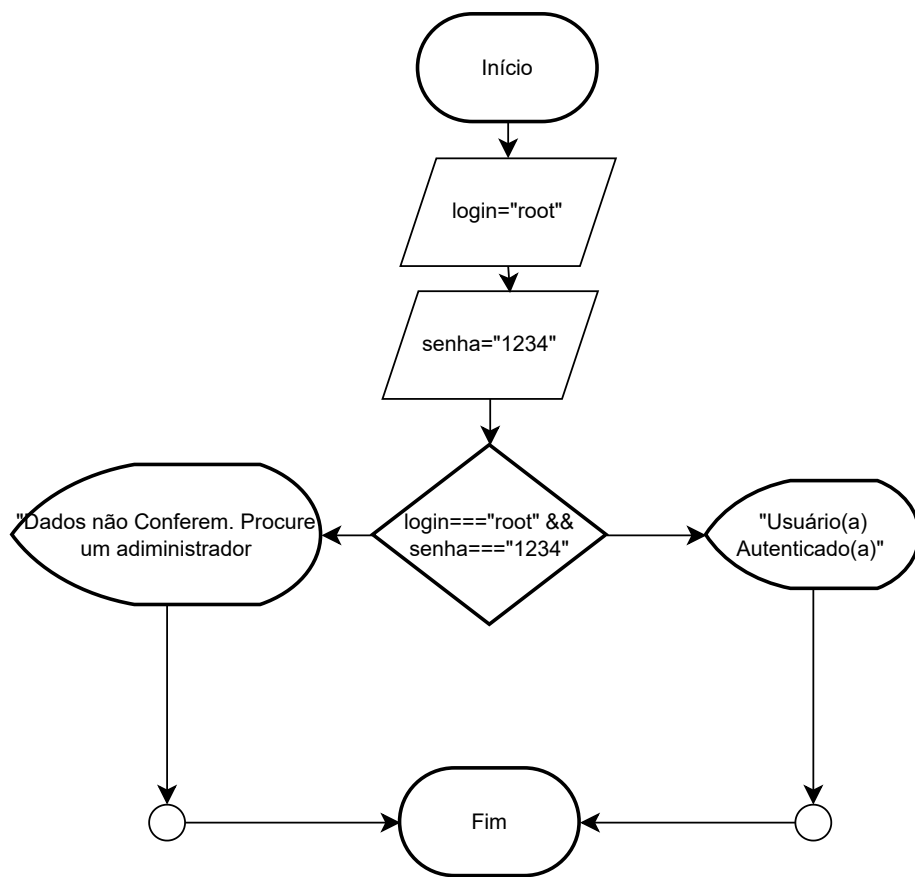 Início
login="root"
senha="1234"
"Dados não Conferem. Procure
um adiministrador
login==="root" &&
senha==="1234"
"Usuário(a)
Autenticado(a)"
Fim